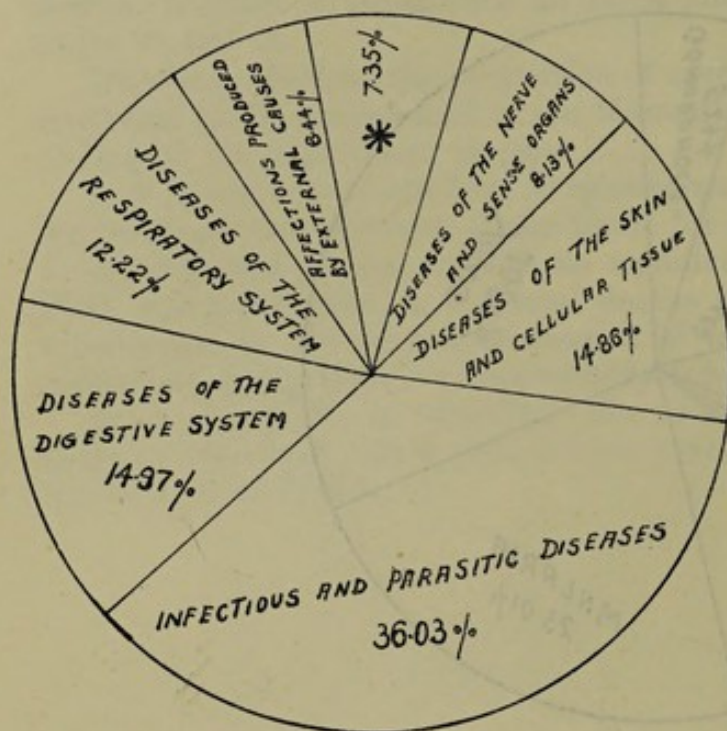 7·35%
*
DISEASES OF THE NERVE
AND SENSE ORGANS
8·13%
DISEASES OF THE SKIN
AND CELLULAR TISSUE
14·86%
INFECTIOUS AND PARASITIC DISEASES
36·03%
DISEASES OF THE
DIGESTIVE SYSTEM
14·97%
DISEASES OF THE
RESPIRATORY SYSTEM
12·22%
AFFECTIONS PRODUCED
BY EXTERNAL CAUSES
6·44%